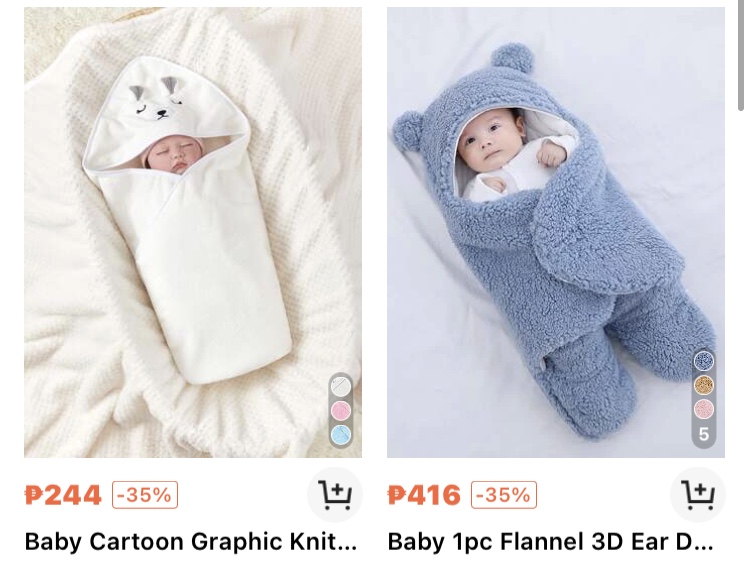 5
₱244 -35%
₱416 -35%
Baby Cartoon Graphic Knit...
Baby 1pc Flannel 3D Ear D...